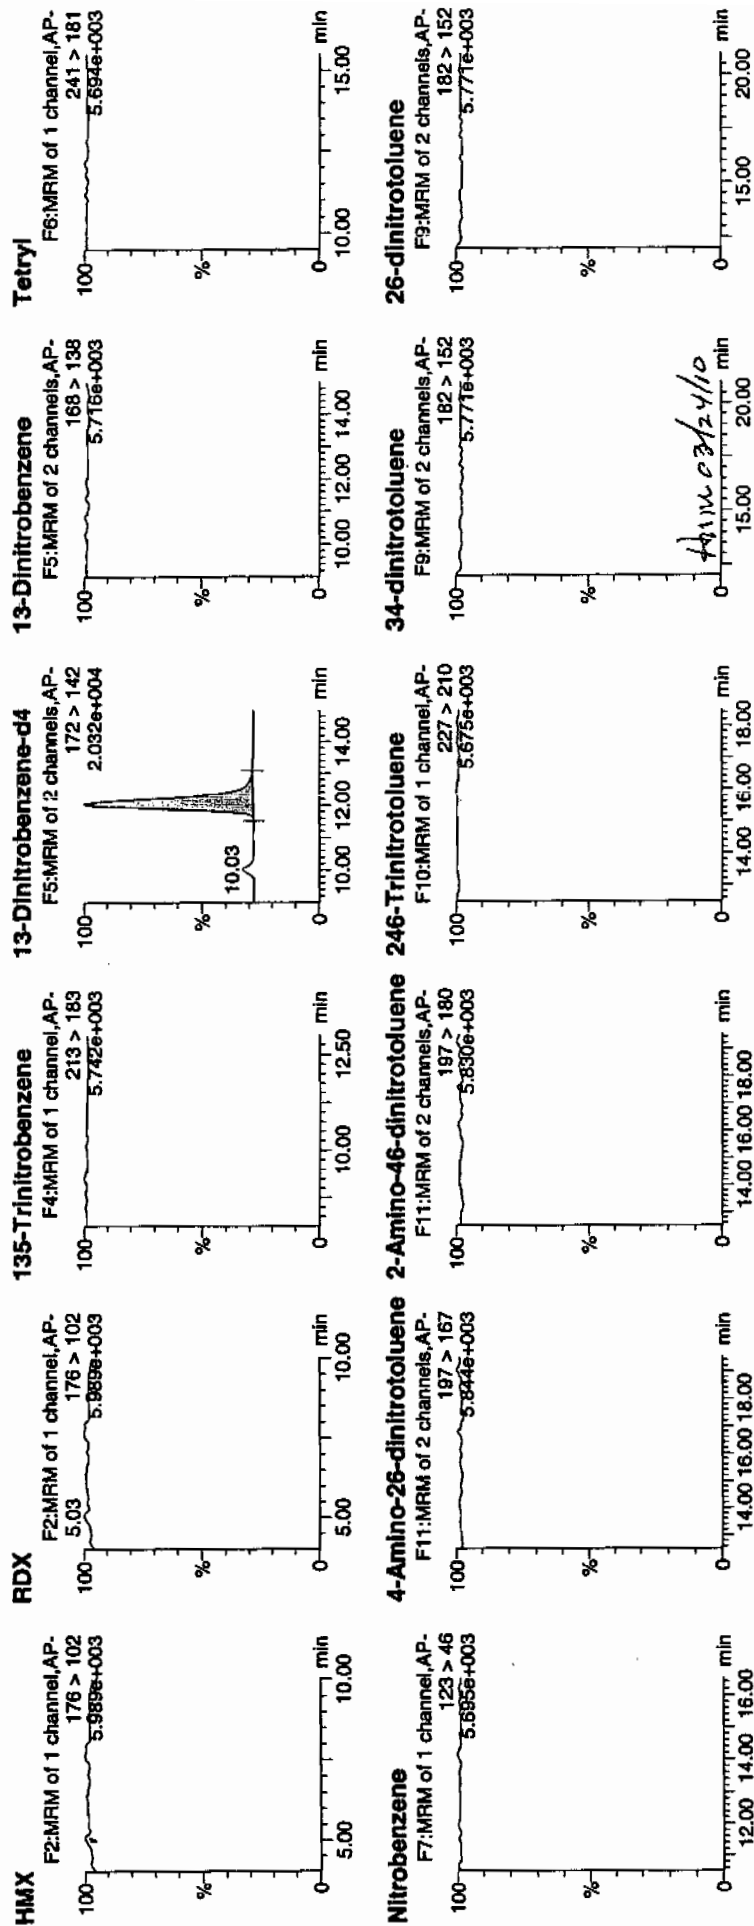 HMX
F2:MRM of 1 channel,AP-
176 > 102
5.989e+003
100
%
0
5.00 10.00 min
RDX
F2:MRM of 1 channel,AP-
5.03 176 > 102
5.989e+003
100
%
0
5.00 10.00 min
135-Trinitrobenzene
F4:MRM of 1 channel,AP-
213 > 183
5.742e+003
100
%
0
10.00 12.50 min
13-Dinitrobenzene-d4
F5:MRM of 2 channels,AP-
172 > 142
2.032e+004
100
10.03
%
0
10.00 12.00 14.00 min
13-Dinitrobenzene
F5:MRM of 2 channels,AP-
168 > 138
5.716e+003
100
%
0
10.00 12.00 14.00 min
Tetryl
F6:MRM of 1 channel,AP-
241 > 181
5.694e+003
100
%
0
10.00 15.00 min
Nitrobenzene
F7:MRM of 1 channel,AP-
123 > 46
5.695e+003
100
%
0
12.00 14.00 16.00 min
4-Amino-26-dinitrotoluene
F11:MRM of 2 channels,AP-
197 > 167
5.844e+003
100
%
0
14.00 16.00 18.00 min
2-Amino-46-dinitrotoluene
F11:MRM of 2 channels,AP-
197 > 180
5.830e+003
100
%
0
14.00 16.00 18.00 min
246-Trinitrotoluene
F10:MRM of 1 channel,AP-
227 > 210
5.675e+003
100
%
0
14.00 16.00 18.00 min
34-dinitrotoluene
F9:MRM of 2 channels,AP-
182 > 152
5.771e+003
100
%
03/24/10
0
15.00 20.00 min
26-dinitrotoluene
F9:MRM of 2 channels,AP-
182 > 152
5.771e+003
100
%
0
15.00 20.00 min